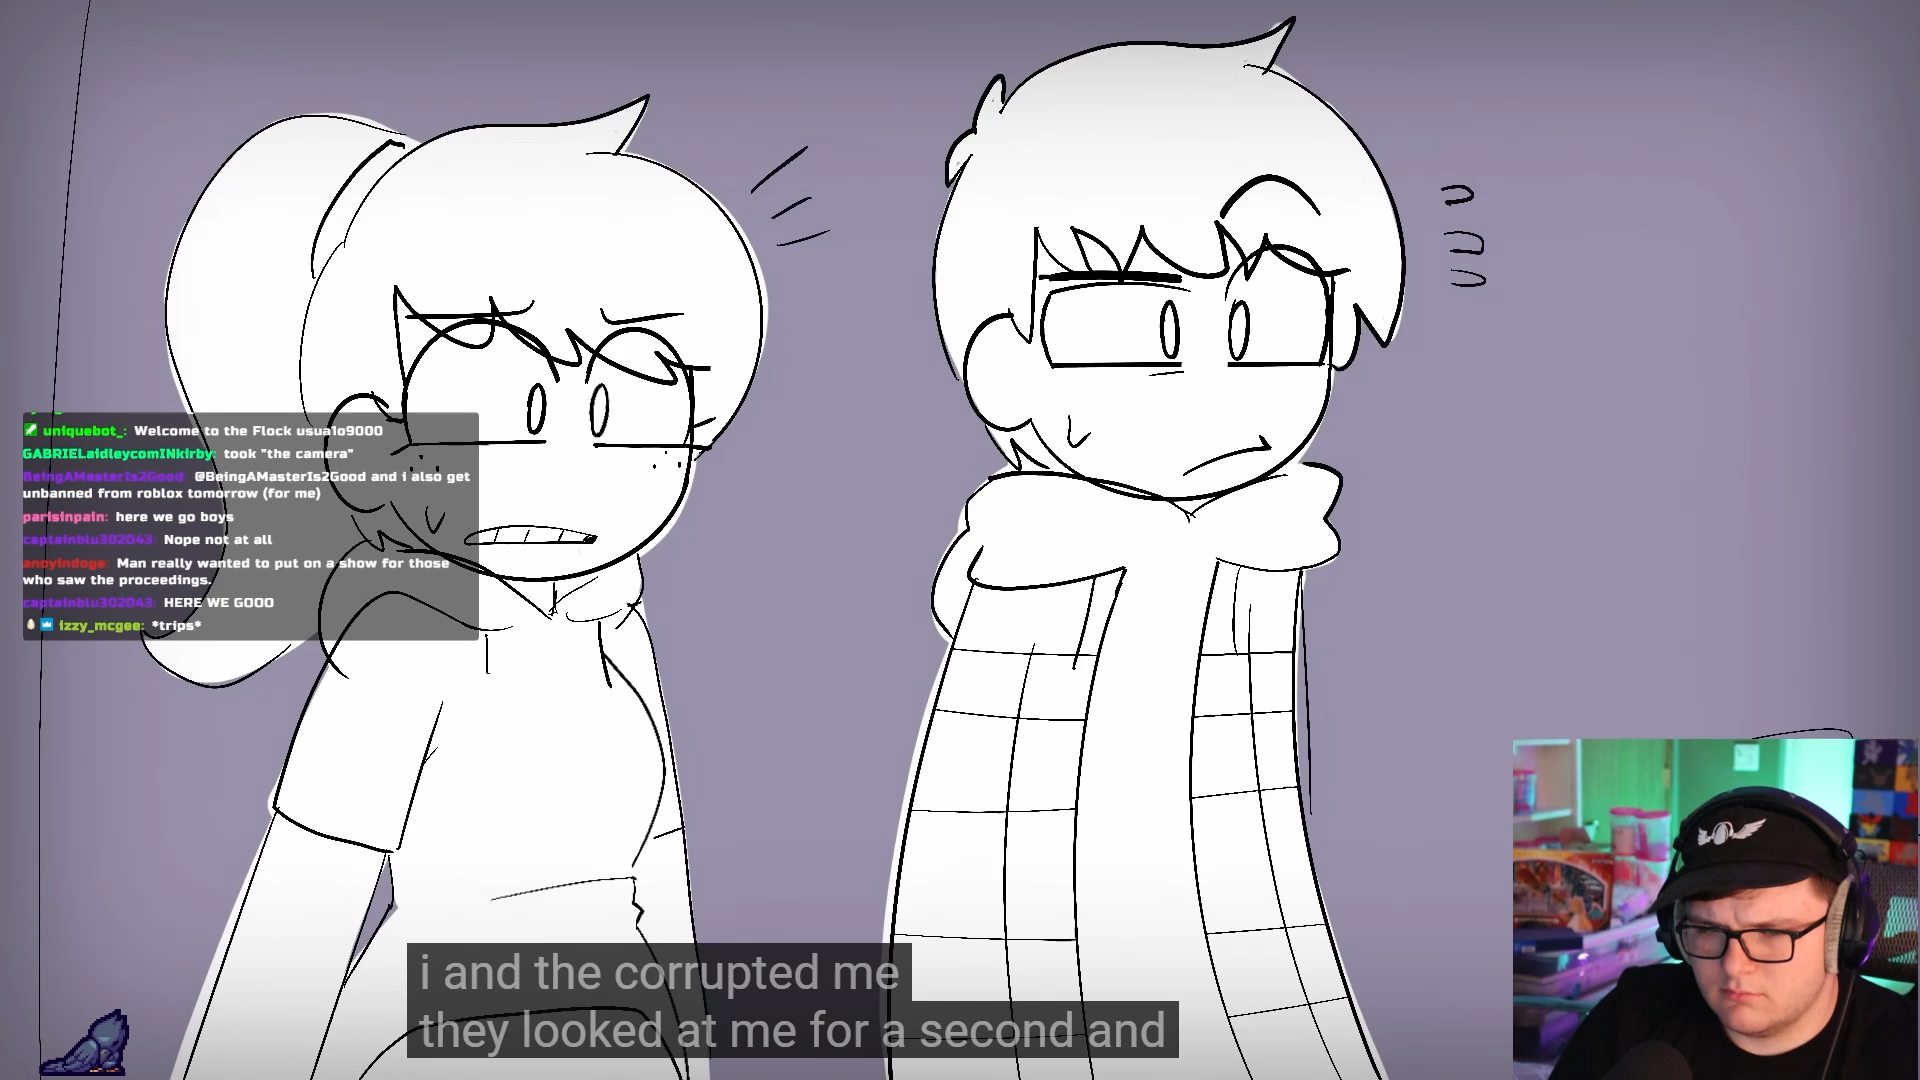 uniquebot_: Welcome to the Flock usua1o9000
GABRIELaidleycomINkirby: took "the camera"
BeingAMasterIs2Good @BeingAMasterIs2Good and i also get
unbanned from roblox tomorrow (for me)
parisinpain: here we go boys
captainblu302043: Nope not at all
anoyindoge: Man really wanted to put on a show for those
who saw the proceedings.
captainblu302043: HERE WE GOOO
izzy_mcgee: *trips*
i and the corrupted me
they looked at me for a second and